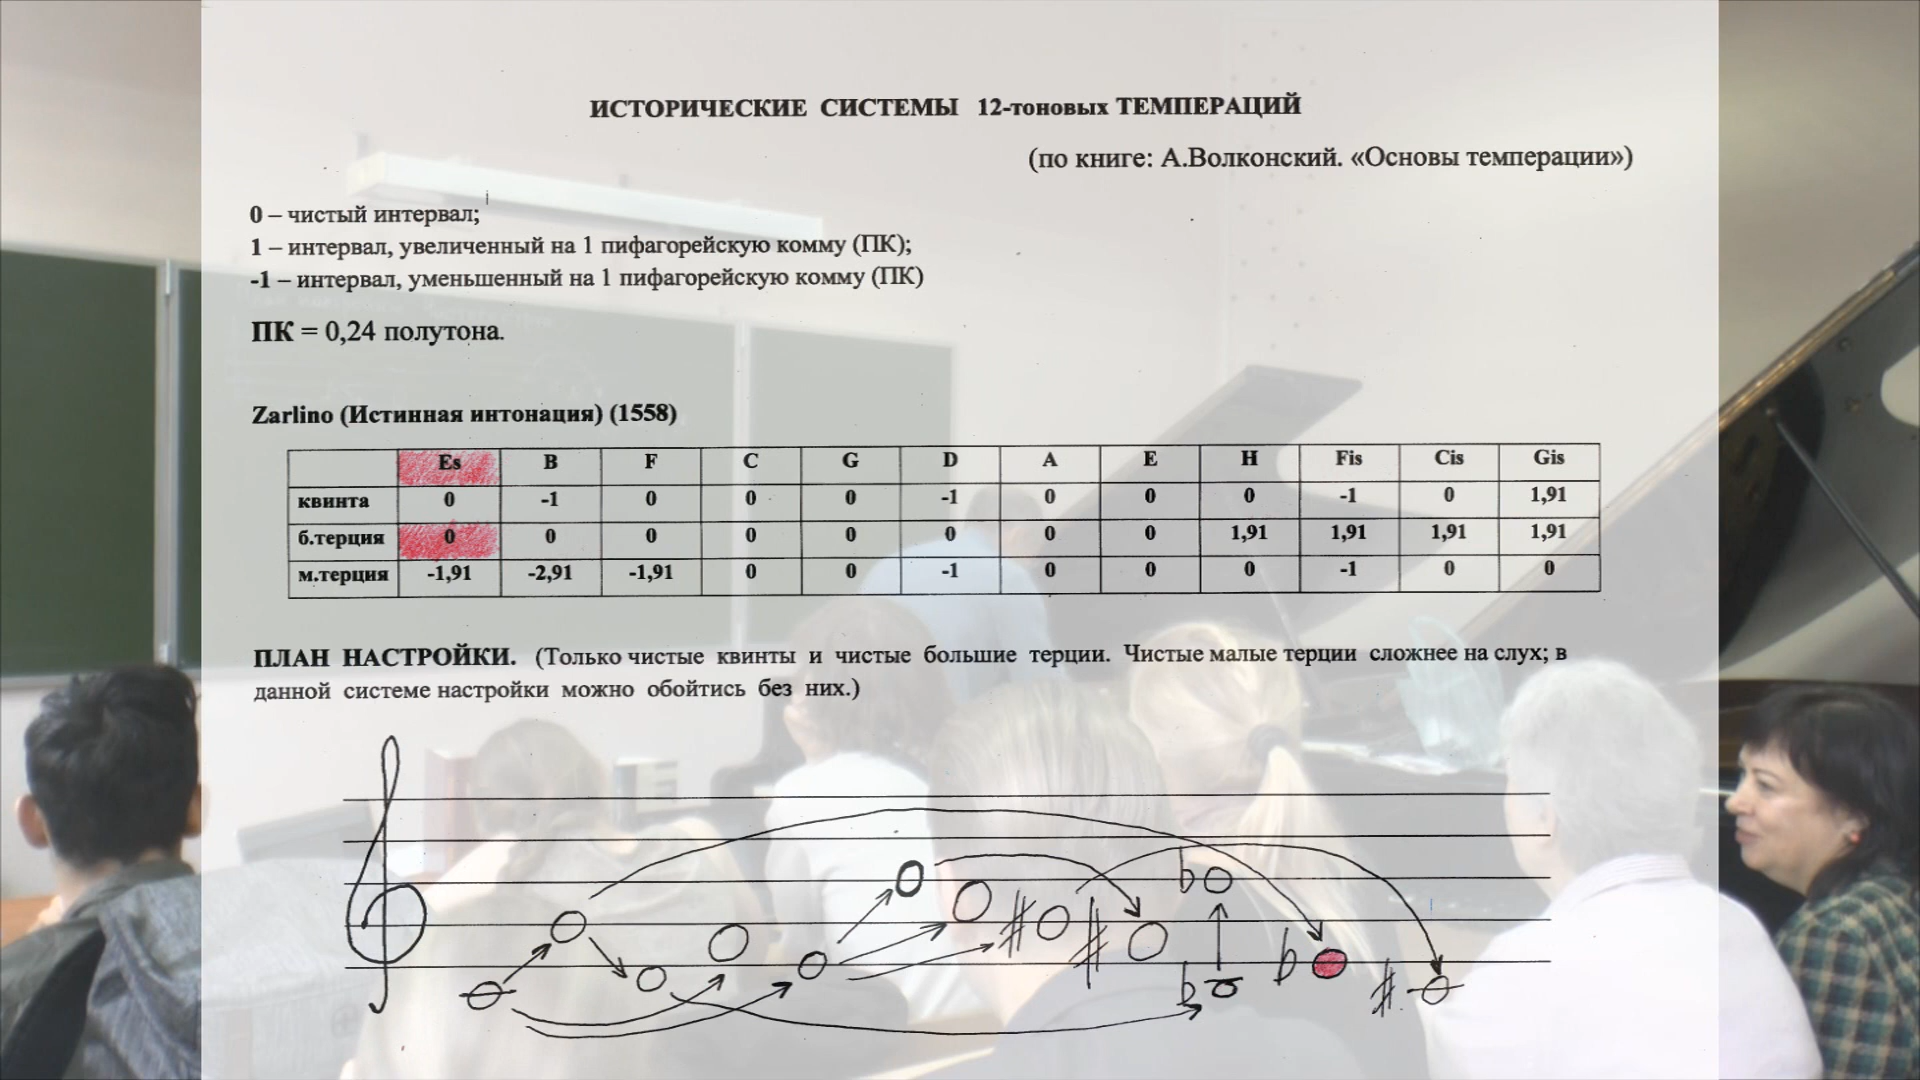 ИСТОРИЧЕСКИЕ СИСТЕМЫ 12-тоновых ТЕМПЕРАЦИЙ
(по книге: А.Волконский. «Основы темперации»)
0 – чистый интервал;
1 – интервал, увеличенный на 1 пифагорейскую комму (ПК);
-1 – интервал, уменьшенный на 1 пифагорейскую комму (ПК)
ПК = 0,24 полутона.
Zarlino (Истинная интонация) (1558)
Es B F C G D A E H Fis Cis Gis
квинта 0 -1 0 0 0 -1 0 0 0 -1 0 1,91
б.терция 0 0 0 0 0 0 0 0 1,91 1,91 1,91 1,91
м.терция -1,91 -2,91 -1,91 0 0 -1 0 0 0 -1 0 0
ПЛАН НАСТРОЙКИ. (Только чистые квинты и чистые большие терции. Чистые малые терции сложнее на слух; в
данной системе настройки можно обойтись без них.)